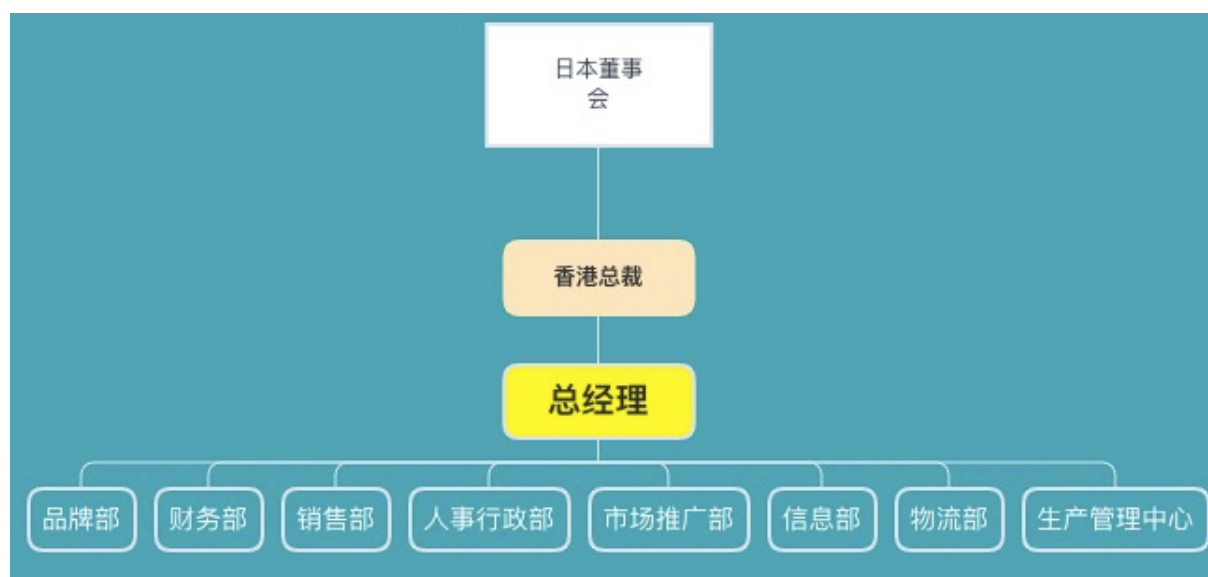 日本董事
会
香港总裁
总经理
品牌部
财务部
销售部
人事行政部
市场推广部
信息部
物流部
生产管理中心